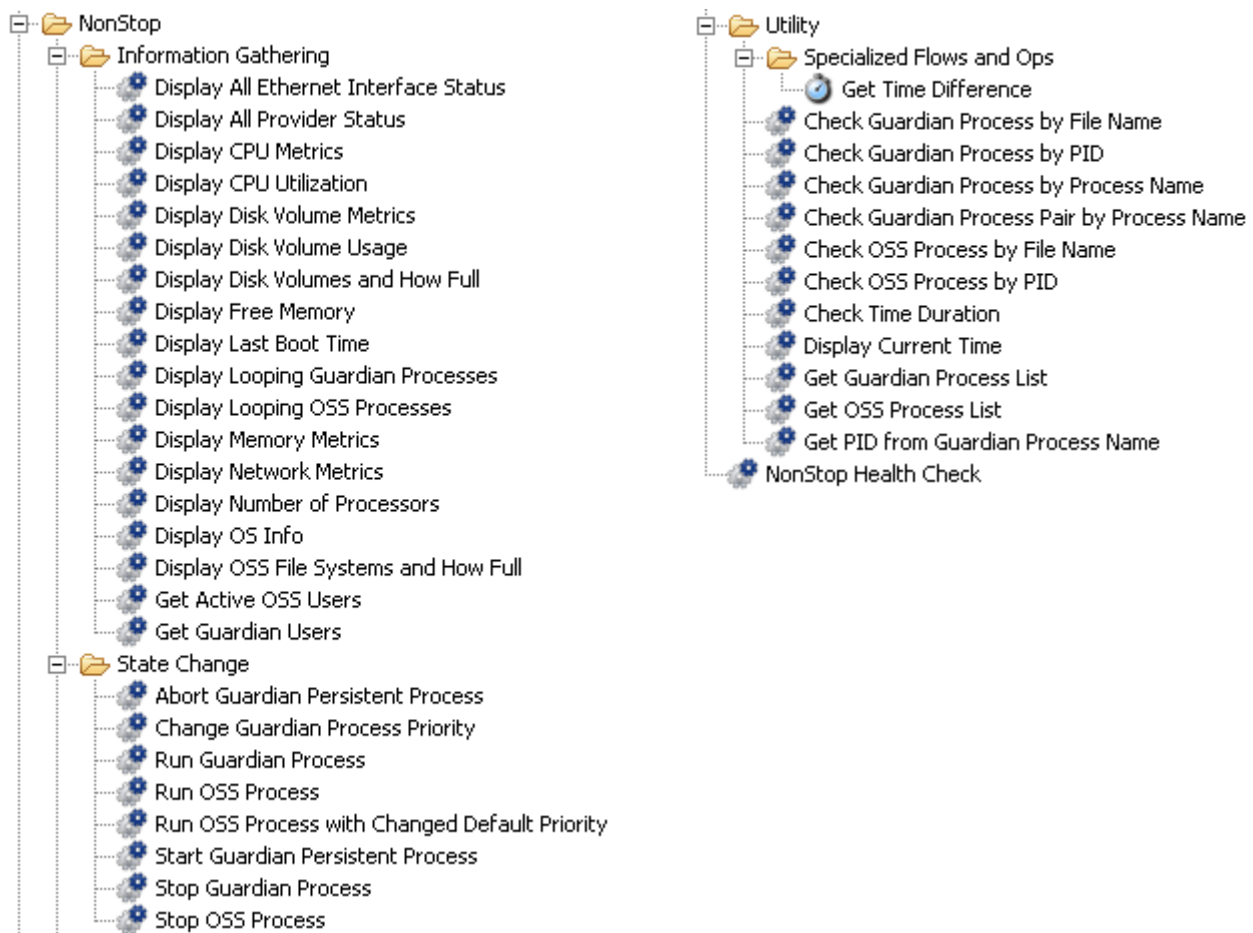 NonStop
Information Gathering
Display All Ethernet Interface Status
Display All Provider Status
Display CPU Metrics
Display CPU Utilization
Display Disk Volume Metrics
Display Disk Volume Usage
Display Disk Volumes and How Full
Display Free Memory
Display Last Boot Time
Display Looping Guardian Processes
Display Looping OSS Processes
Display Memory Metrics
Display Network Metrics
Display Number of Processors
Display OS Info
Display OSS File Systems and How Full
Get Active OSS Users
Get Guardian Users
State Change
Abort Guardian Persistent Process
Change Guardian Process Priority
Run Guardian Process
Run OSS Process
Run OSS Process with Changed Default Priority
Start Guardian Persistent Process
Stop Guardian Process
Stop OSS Process
Utility
Specialized Flows and Ops
Get Time Difference
Check Guardian Process by File Name
Check Guardian Process by PID
Check Guardian Process by Process Name
Check Guardian Process Pair by Process Name
Check OSS Process by File Name
Check OSS Process by PID
Check Time Duration
Display Current Time
Get Guardian Process List
Get OSS Process List
Get PID from Guardian Process Name
NonStop Health Check